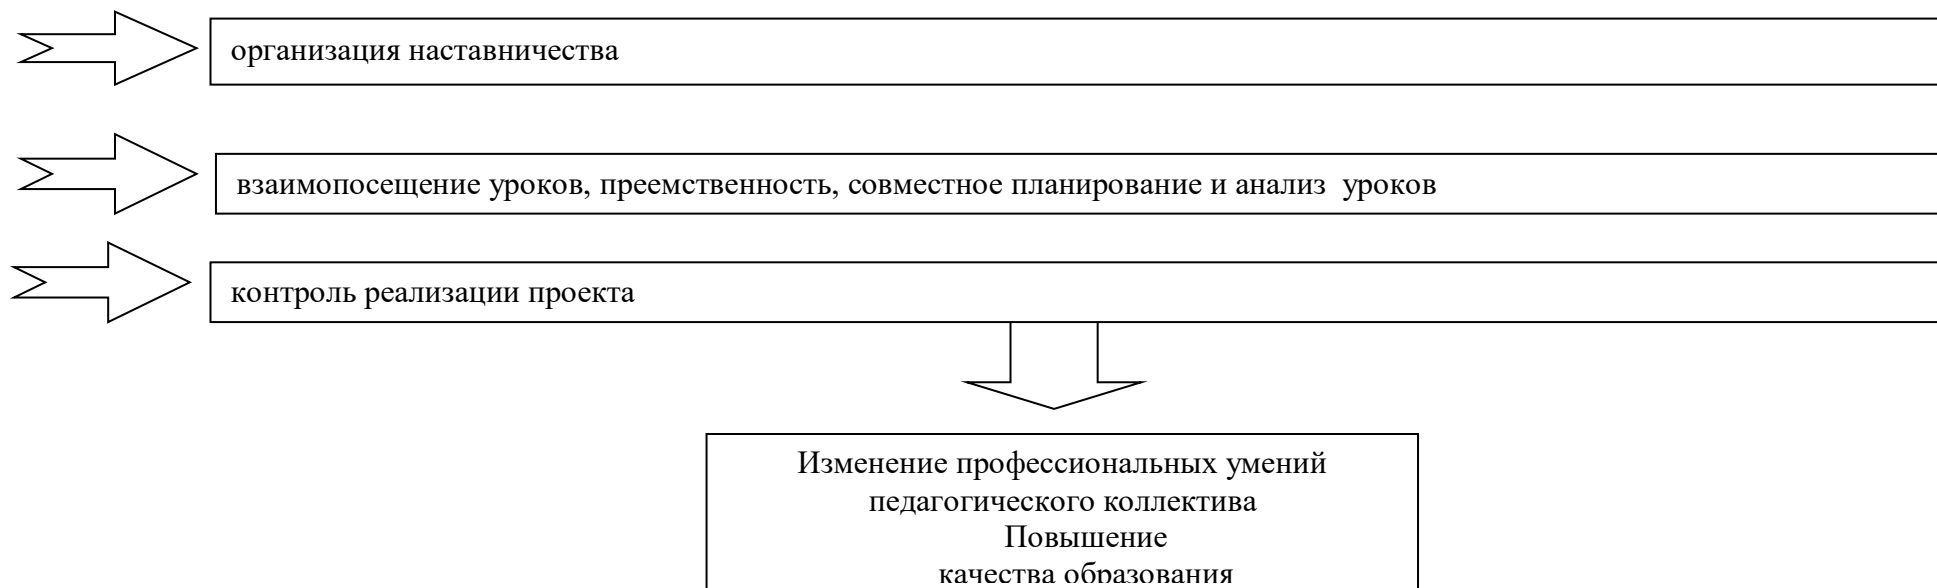 организация наставничества
взаимопосещение уроков, преемственность, совместное планирование и анализ уроков
контроль реализации проекта
Изменение профессиональных умений
педагогического коллектива
Повышение
качества образования